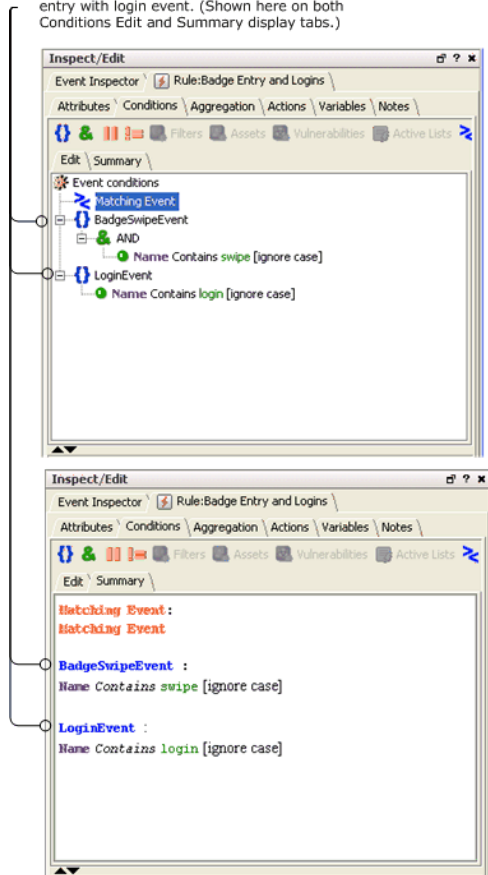 entry with login event. (Shown here on both
Conditions Edit and Summary display tabs.)
Inspect/Edit
Event Inspector Rule:Badge Entry and Logins
Attributes Conditions Aggregation Actions Variables Notes
Filters Assets Vulnerabilities Active Lists
Edit Summary
Event conditions
Matching Event
BadgeSwipeEvent
AND
Name Contains swipe [ignore case]
LoginEvent
Name Contains login [ignore case]
Inspect/Edit
Event Inspector Rule:Badge Entry and Logins
Attributes Conditions Aggregation Actions Variables Notes
Filters Assets Vulnerabilities Active Lists
Edit Summary
Matching Event:
Matching Event
BadgeSwipeEvent :
Name Contains swipe [ignore case]
LoginEvent :
Name Contains login [ignore case]